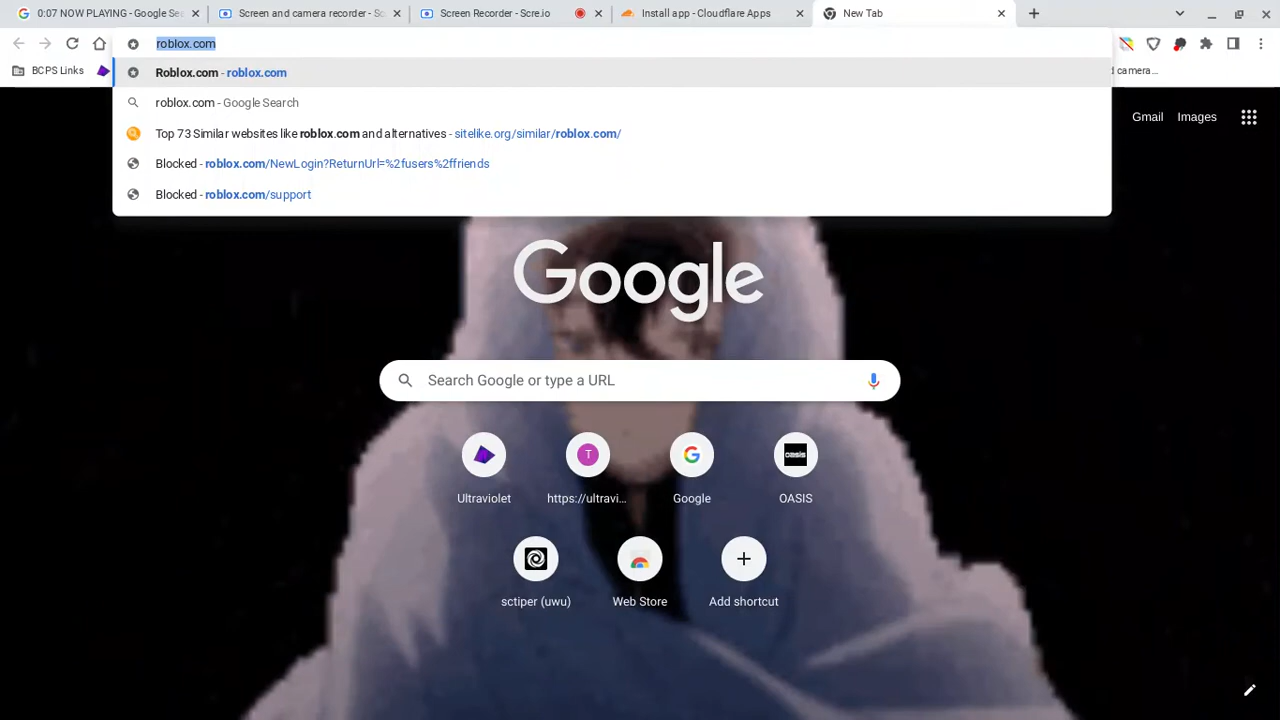 0:07 NOW PLAYING - Google Sea
Screen and camera recorder - Sc
Screen Recorder - Scre.io
Install app - Cloudflare Apps
New Tab
roblox.com
BCPS Links
d camera...
Roblox.com - roblox.com
roblox.com - Google Search
Top 73 Similar websites like roblox com and alternatives - sitelike.org/similar/roblox.com/
Blocked - roblox.com/NewLogin?ReturnUrl=%2fusers%2ffriends
Blocked - roblox.com/support
Gmail Images
Google
Search Google or type a URL
T
OASIS
Ultraviolet
https://ultravi...
Google
OASIS
sctiper (uwu)
Web Store
Add shortcut